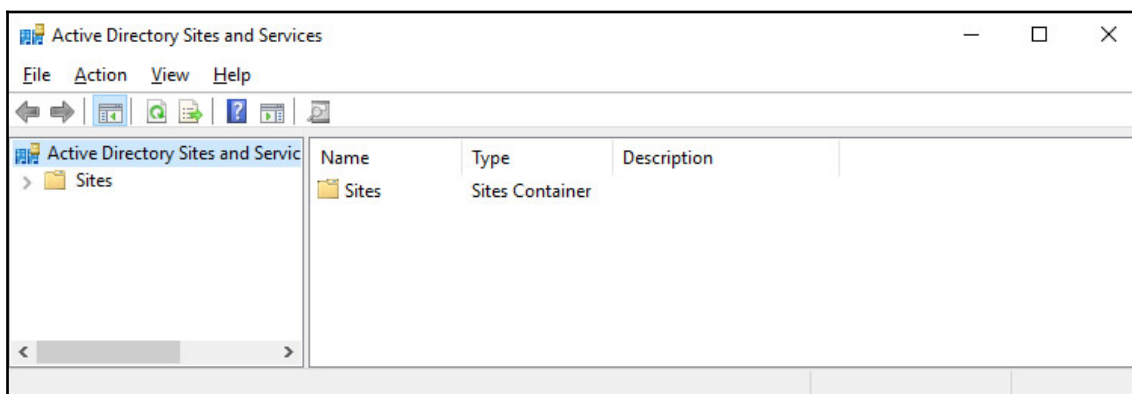 Active Directory Sites and Services
File Action View Help
Active Directory Sites and Servic
Name Type Description
Sites
Sites Sites Container